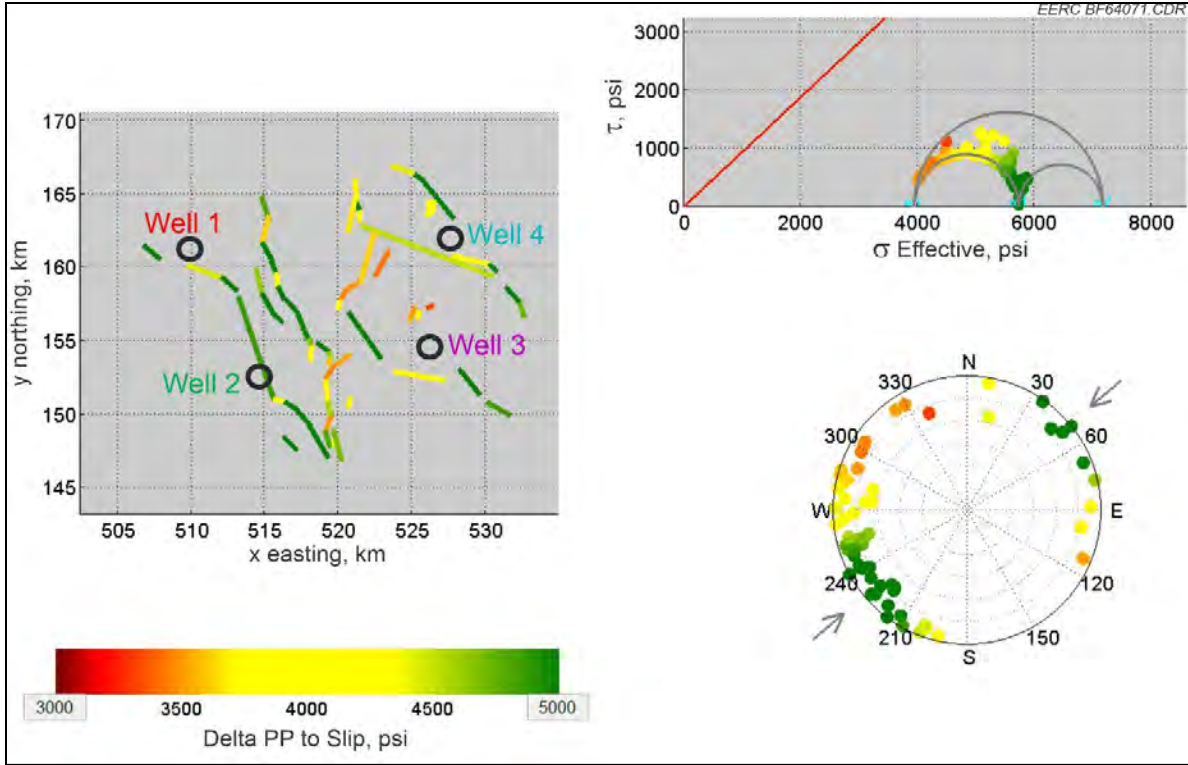 EERC BF64071.CDR
170
165
160
155
150
145
505 510 515 520 525 530
y northing, km
x easting, km
Well 1
Well 2
Well 3
Well 4
3000
2000
1000
0
0 2000 4000 6000 8000
τ, psi
σ Effective, psi
N
30
60
E
120
150
S
210
240
W
300
330
3000 3500 4000 4500 5000
Delta PP to Slip, psi